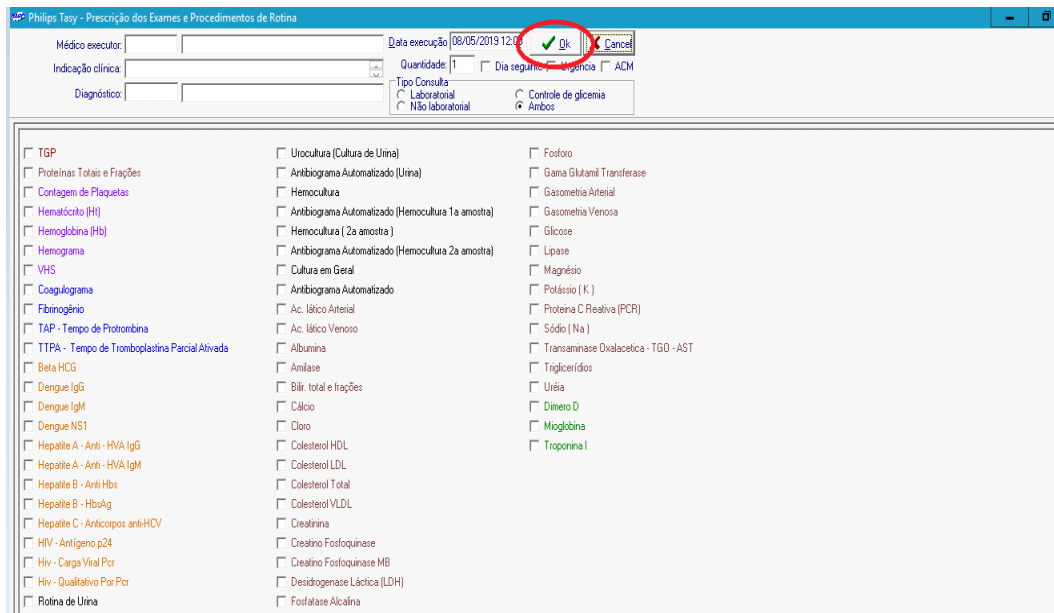 Philips Tasy - Prescrição dos Exames e Procedimentos de Rotina
Médico executor:
Data execução 08/05/2019 12:00
Ok
Cancel
Indicação clínica:
Quantidade: 1
Dia seguinte
Urgência
ACM
Diagnóstico:
Tipo Consulta
Laboratorial
Controle de glicemia
Não laboratorial
Ambos
TGP
Proteínas Totais e Frações
Contagem de Plaquetas
Hematócrito (Ht)
Hemoglobina (Hb)
Hemograma
VHS
Coagulograma
Fibrinogênio
TAP - Tempo de Protrombina
TTPA - Tempo de Tromboplastina Parcial Ativada
Beta HCG
Dengue IgG
Dengue IgM
Dengue NS1
Hepatite A - Anti - HVA IgG
Hepatite A - Anti - HVA IgM
Hepatite B - Anti Hbs
Hepatite B - HbsAg
Hepatite C - Anticorpos anti-HCV
HIV - Antígeno p24
Hiv - Carga Viral Pcr
Hiv - Qualitativo Por Pcr
Rotina de Urina
Urocultura (Cultura de Urina)
Antibiograma Automatizado (Urina)
Hemocultura
Antibiograma Automatizado (Hemocultura 1a amostra)
Hemocultura ( 2a amostra )
Antibiograma Automatizado (Hemocultura 2a amostra)
Cultura em Geral
Antibiograma Automatizado
Ac. lático Arterial
Ac. lático Venoso
Albumina
Amilase
Bilir. total e frações
Cálcio
Cloro
Colesterol HDL
Colesterol LDL
Colesterol Total
Colesterol VLDL
Creatinina
Creatino Fosfoquinase
Creatino Fosfoquinase MB
Desidrogenase Láctica (LDH)
Fosfatase Alcalina
Fosforo
Gama Glutamil Transferase
Gasometria Arterial
Gasometria Venosa
Glicose
Lipase
Magnésio
Potássio ( K )
Proteina C Reativa (PCR)
Sódio ( Na )
Transaminase Oxalacetica - TGO - AST
Triglicerídios
Uréia
Dimero D
Mioglobina
Troponina I